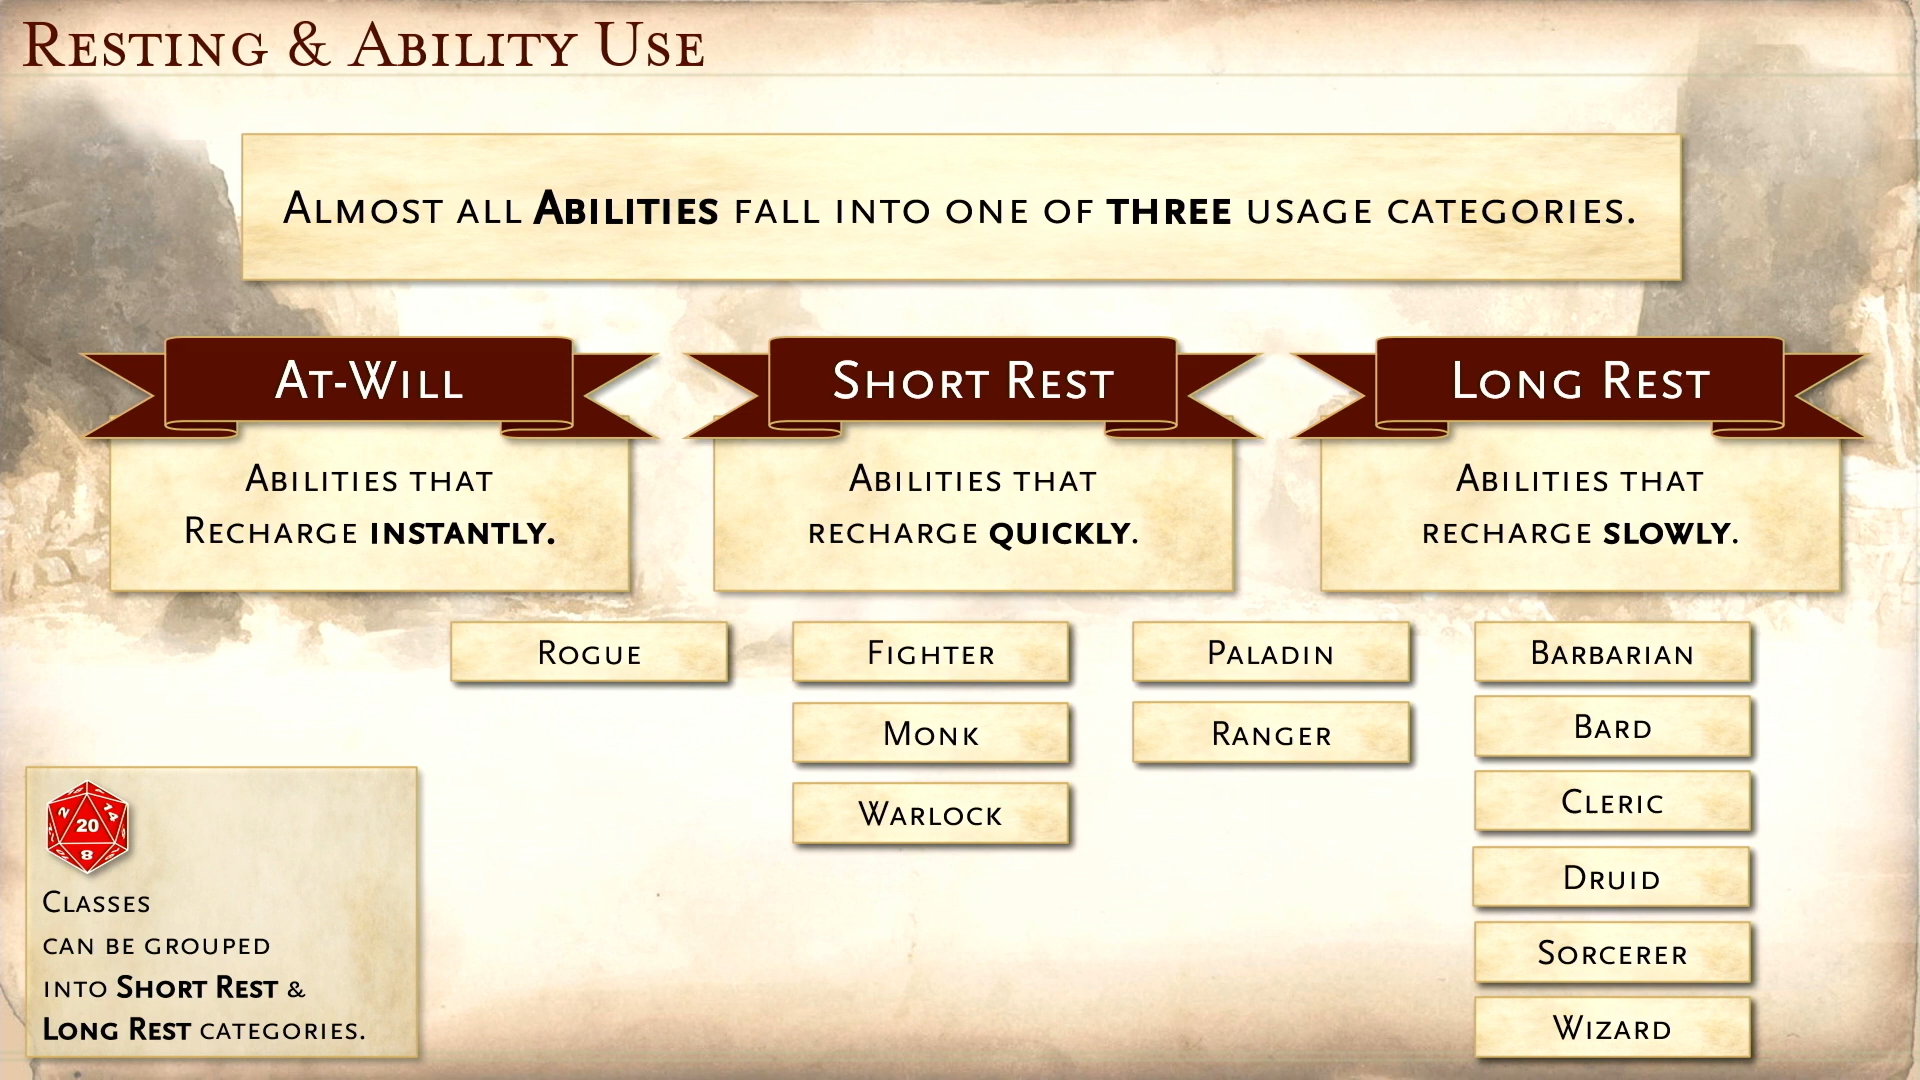 Resting & Ability Use
Almost all Abilities fall into one of three usage categories.
At-Will
Short Rest
Long Rest
Abilities that
Recharge instantly.
Abilities that
recharge quickly.
Abilities that
recharge slowly.
Rogue
Fighter
Paladin
Barbarian
Monk
Ranger
Bard
Warlock
Cleric
Druid
Sorcerer
Wizard
2
14
20
8
Classes
can be grouped
into Short Rest &
Long Rest categories.